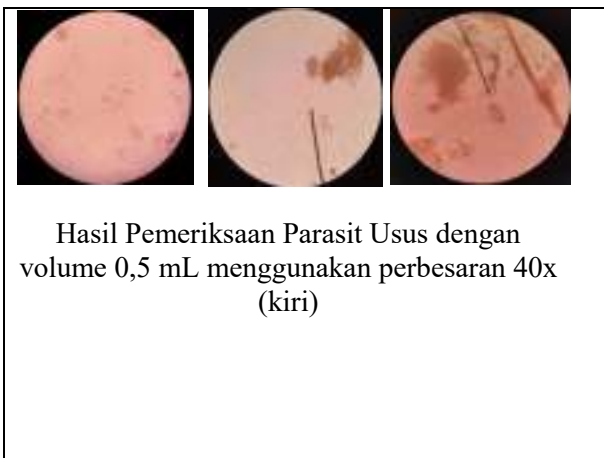 Hasil Pemeriksaan Parasit Usus dengan
volume 0,5 mL menggunakan perbesaran 40x
(kiri)